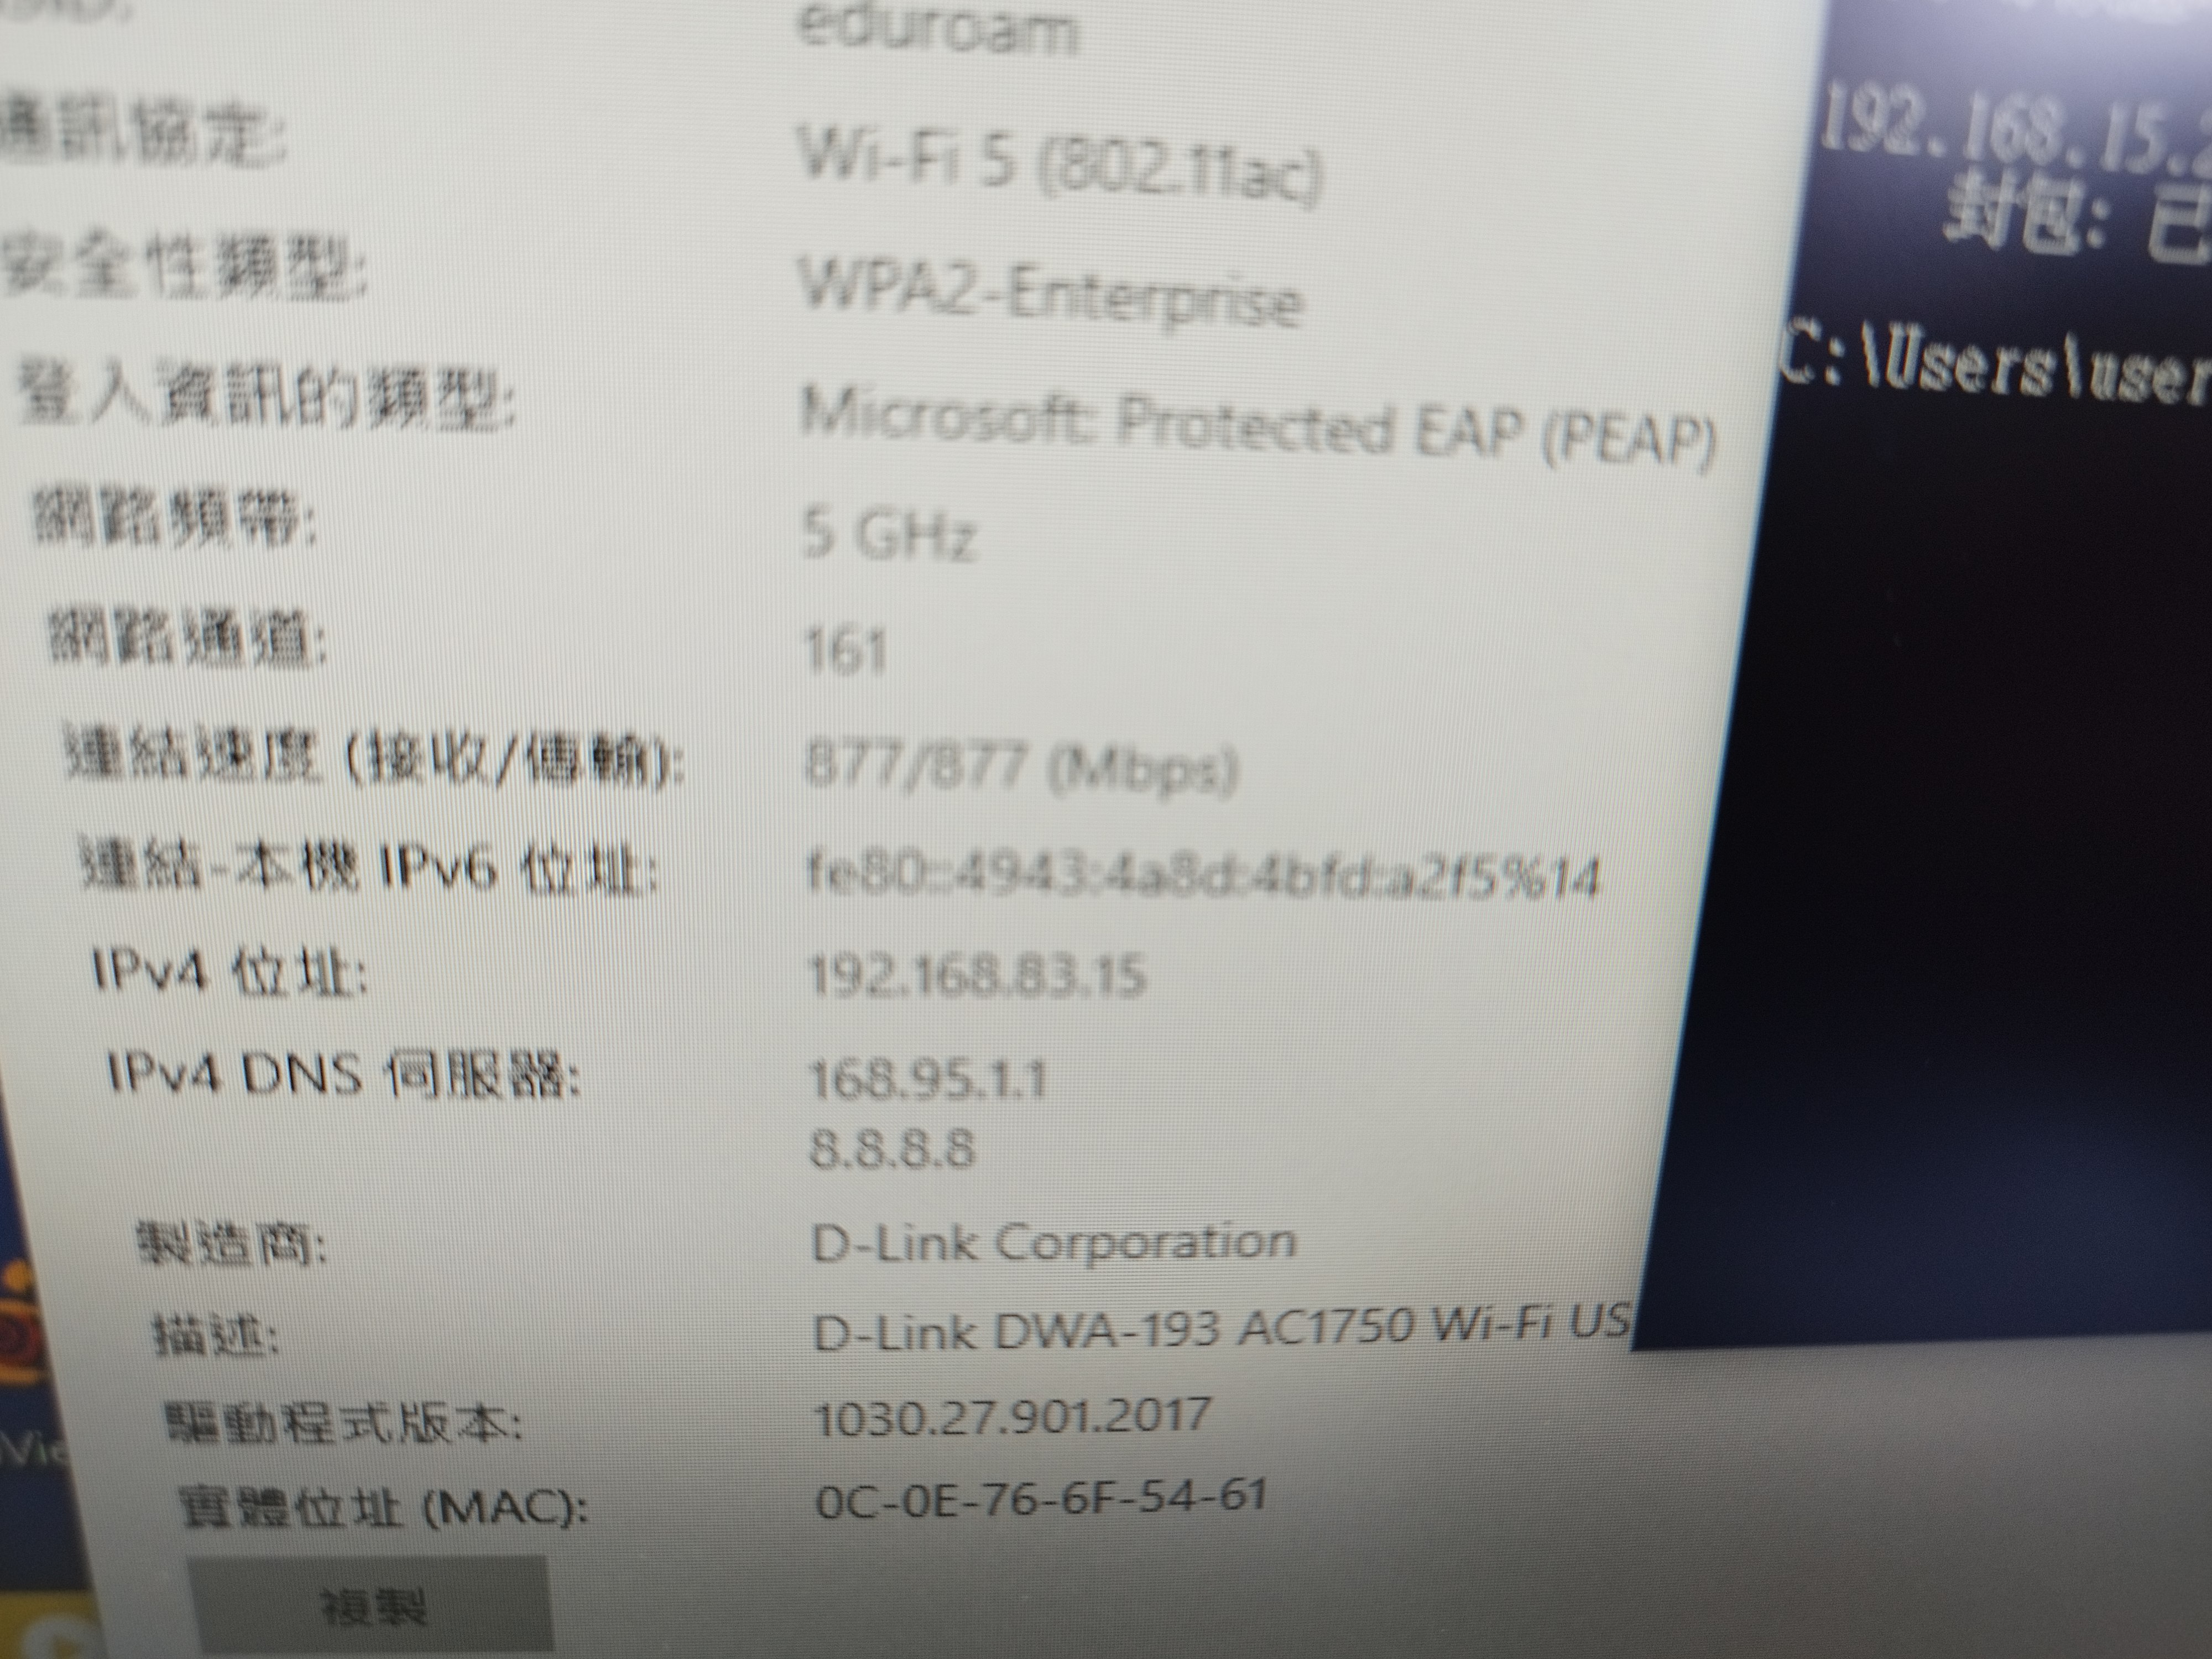 eduroam
通訊協定: Wi-Fi 5 (802.11ac)
安全性類型: WPA2-Enterprise
登入資訊的類型: Microsoft: Protected EAP (PEAP)
網路頻帶: 5 GHz
網路通道: 161
連結速度 (接收/傳輸): 877/877 (Mbps)
連結-本機 IPv6 位址: fe80::4943:4a8d:4bfd:a2f5%14
IPv4 位址: 192.168.83.15
IPv4 DNS 伺服器: 168.95.1.1
8.8.8.8
製造商: D-Link Corporation
描述: D-Link DWA-193 AC1750 Wi-Fi US
驅動程式版本: 1030.27.901.2017
實體位址 (MAC): 0C-0E-76-6F-54-61
複製
192.168.15.2
封包: 已
C:\Users\user